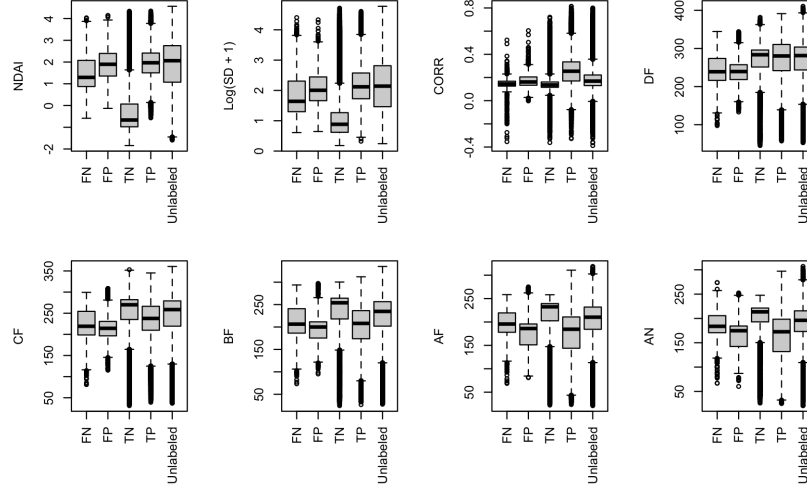 NDAI
4
3
2
1
0
-2
FN
FP
TN
TP
Unlabeled
Log(SD + 1)
4
3
2
1
0
FN
FP
TN
TP
Unlabeled
CORR
0.8
0.4
0.0
-0.4
FN
FP
TN
TP
Unlabeled
DF
400
300
200
100
FN
FP
TN
TP
Unlabeled
CF
350
250
150
50
FN
FP
TN
TP
Unlabeled
BF
250
150
50
FN
FP
TN
TP
Unlabeled
AF
250
150
50
FN
FP
TN
TP
Unlabeled
AN
250
150
50
FN
FP
TN
TP
Unlabeled